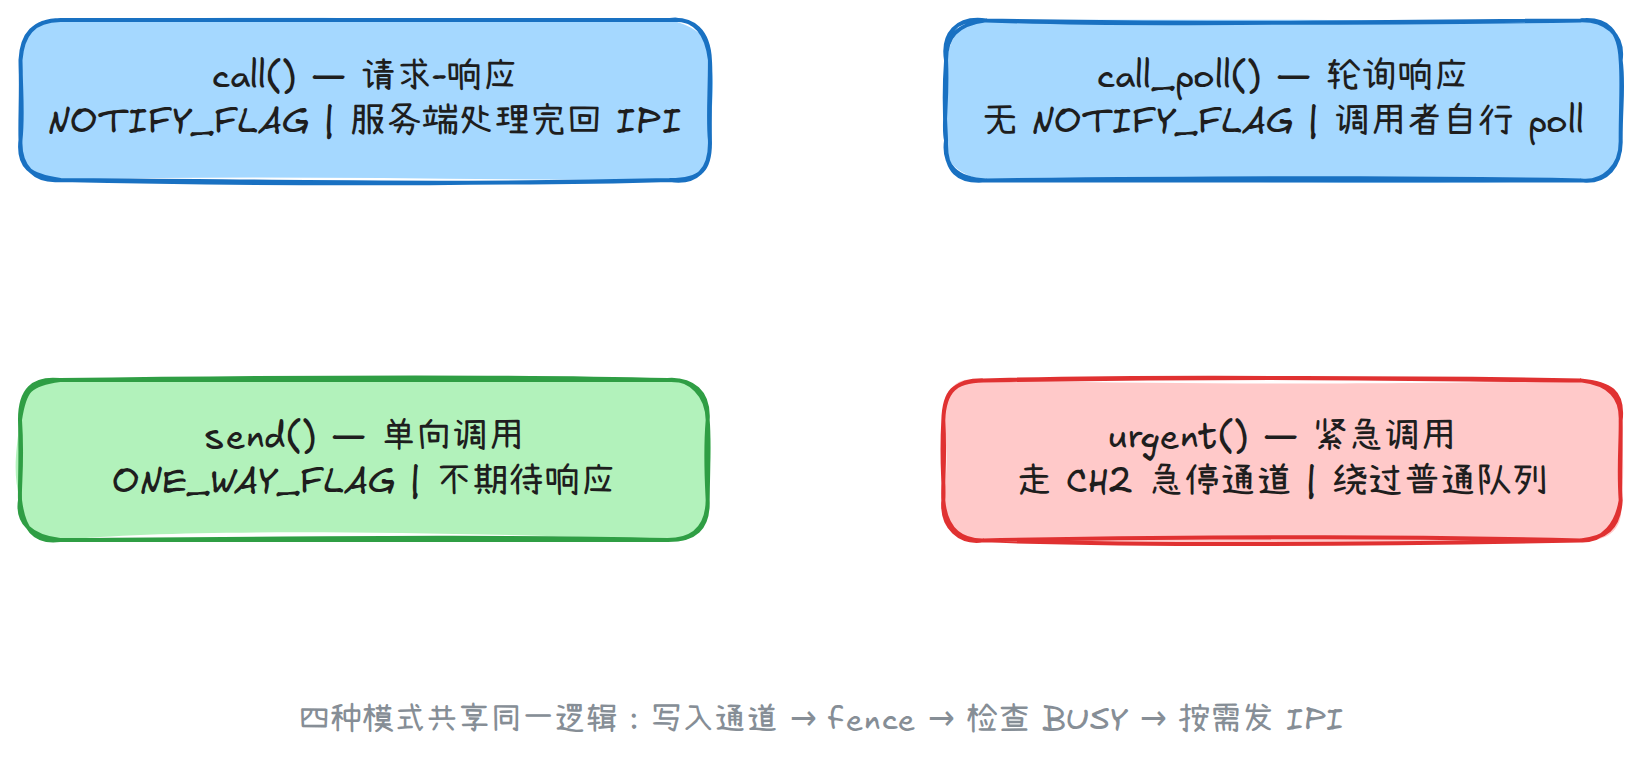 call() — 请求-响应
NOTIFY_FLAG | 服务端处理完回 IPI
call_poll() — 轮询响应
无 NOTIFY_FLAG | 调用者自行 poll
send() — 单向调用
ONE_WAY_FLAG | 不期待响应
urgent() — 紧急调用
走 CH2 急停通道 | 绕过普通队列
四种模式共享同一逻辑：写入通道 → fence → 检查 BUSY → 按需发 IPI